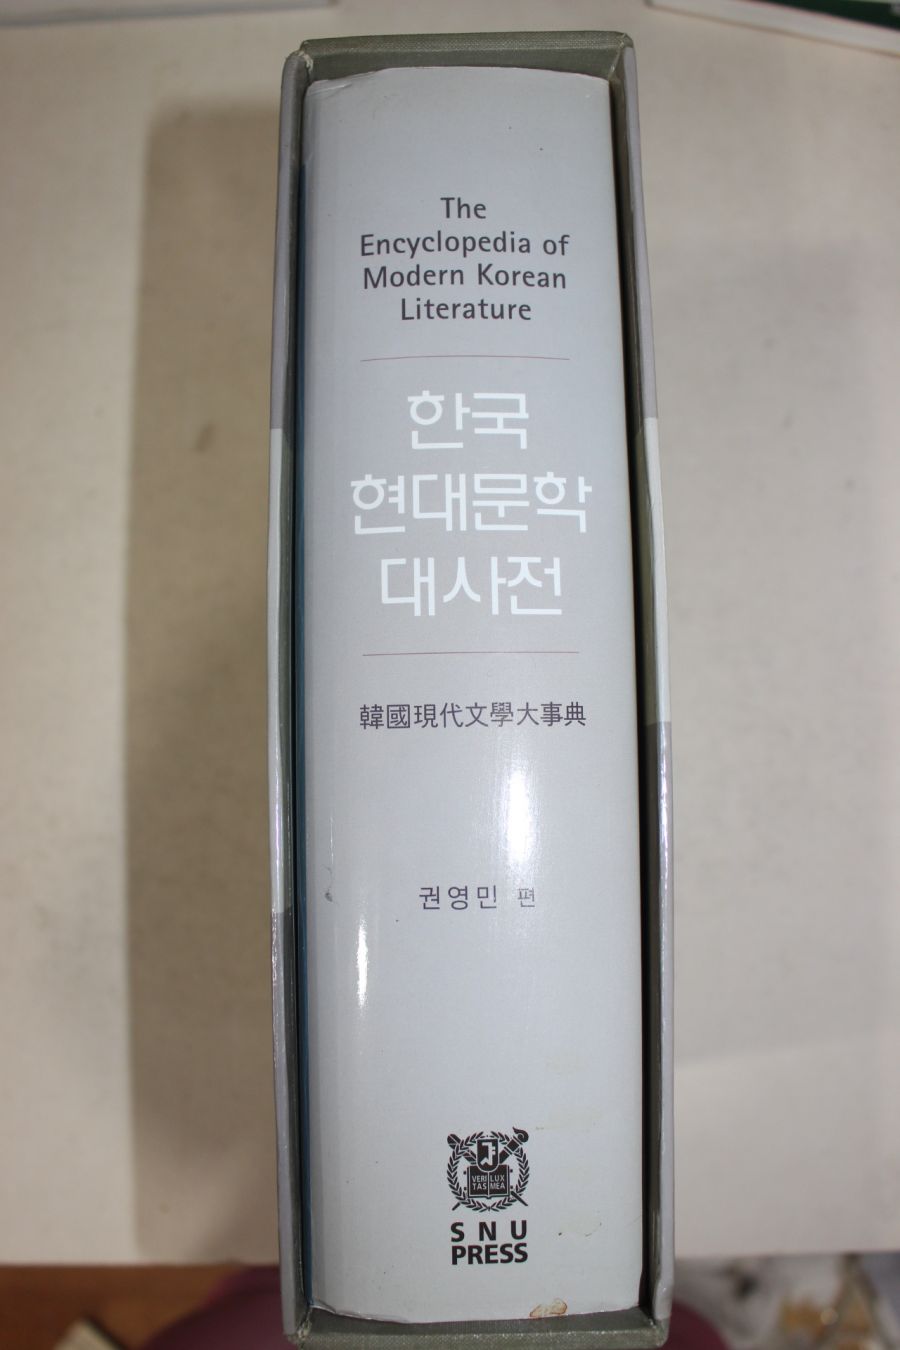 The
Encyclopedia of
Modern Korean
Literature
한국
현대문학
대사전
韓國現代文學大事典
권영민 편
VERI LUX
TAS MEA
SNU
PRESS